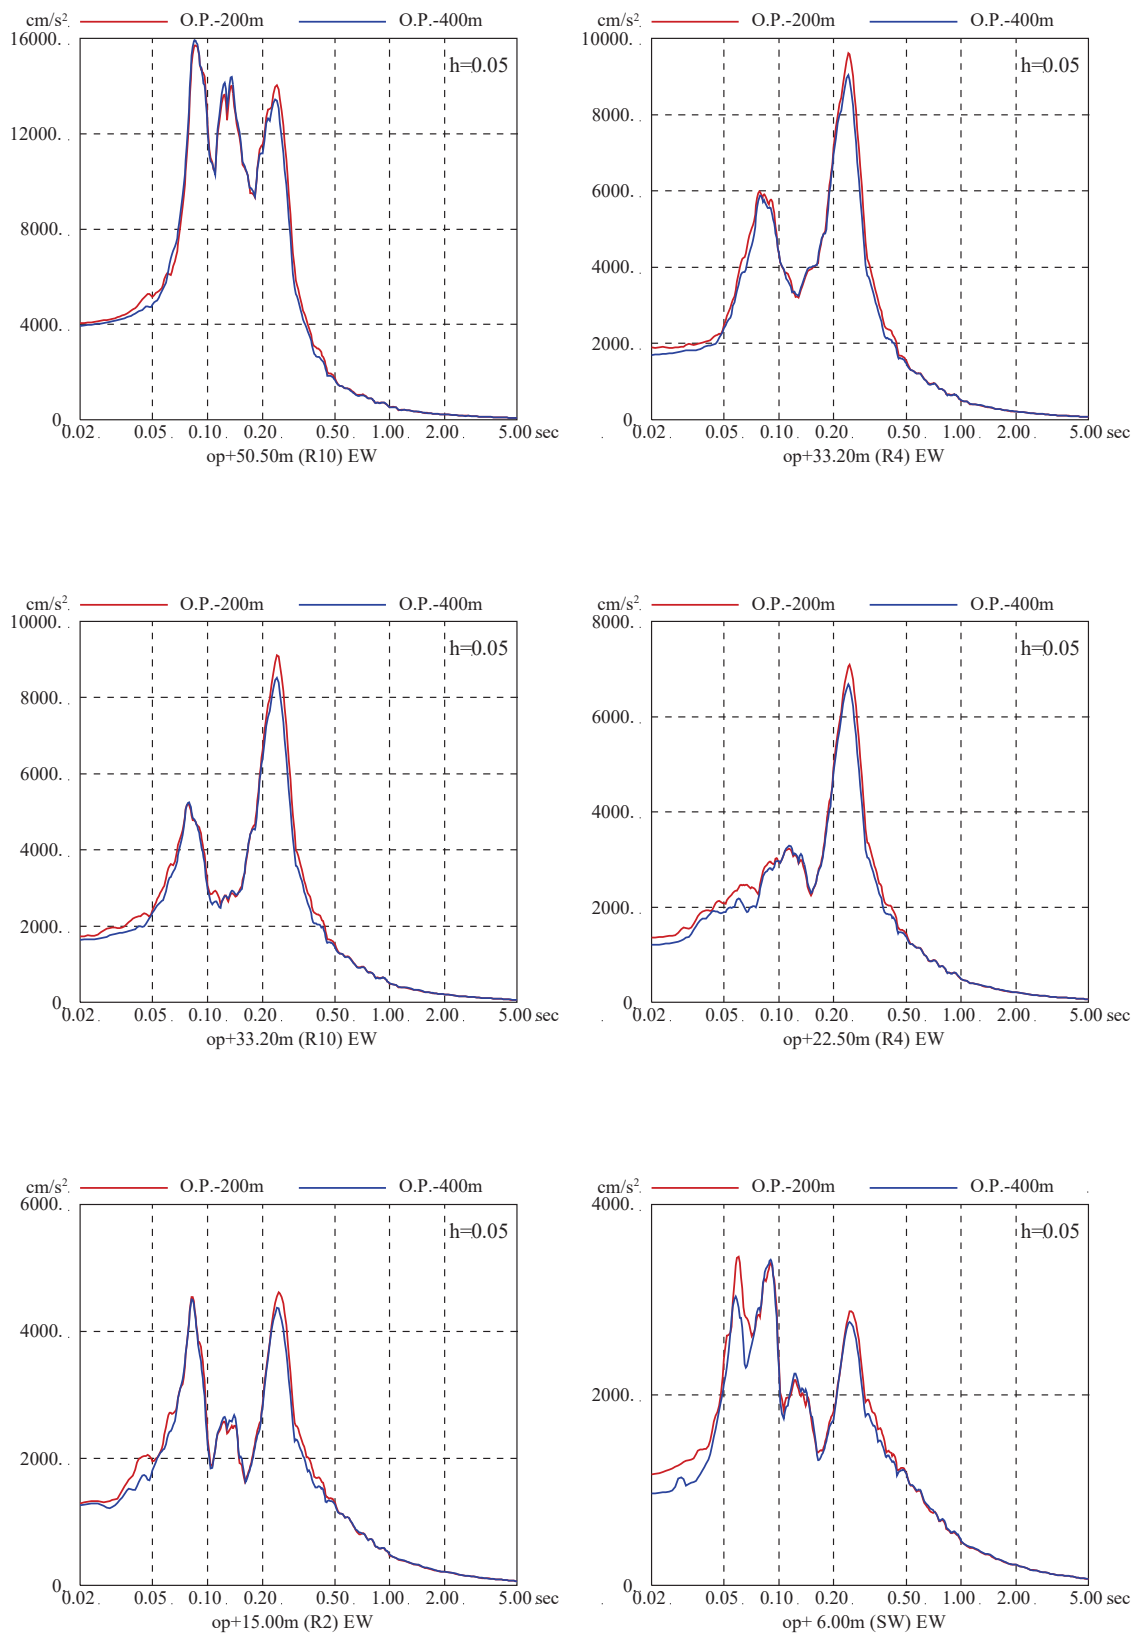 cm/s². O.P.-200m O.P.-400m
16000.
12000.
8000.
4000.
0.
h=0.05
0.02 0.05 0.10 0.20 0.50 1.00 2.00 5.00 sec
op+50.50m (R10) EW
cm/s². O.P.-200m O.P.-400m
10000.
8000.
6000.
4000.
2000.
0.
h=0.05
0.02 0.05 0.10 0.20 0.50 1.00 2.00 5.00 sec
op+33.20m (R4) EW
cm/s². O.P.-200m O.P.-400m
10000.
8000.
6000.
4000.
2000.
0.
h=0.05
0.02 0.05 0.10 0.20 0.50 1.00 2.00 5.00 sec
op+33.20m (R10) EW
cm/s². O.P.-200m O.P.-400m
8000.
6000.
4000.
2000.
0.
h=0.05
0.02 0.05 0.10 0.20 0.50 1.00 2.00 5.00 sec
op+22.50m (R4) EW
cm/s². O.P.-200m O.P.-400m
6000.
4000.
2000.
0.
h=0.05
0.02 0.05 0.10 0.20 0.50 1.00 2.00 5.00 sec
op+15.00m (R2) EW
cm/s². O.P.-200m O.P.-400m
4000.
2000.
0.
h=0.05
0.02 0.05 0.10 0.20 0.50 1.00 2.00 5.00 sec
op+ 6.00m (SW) EW